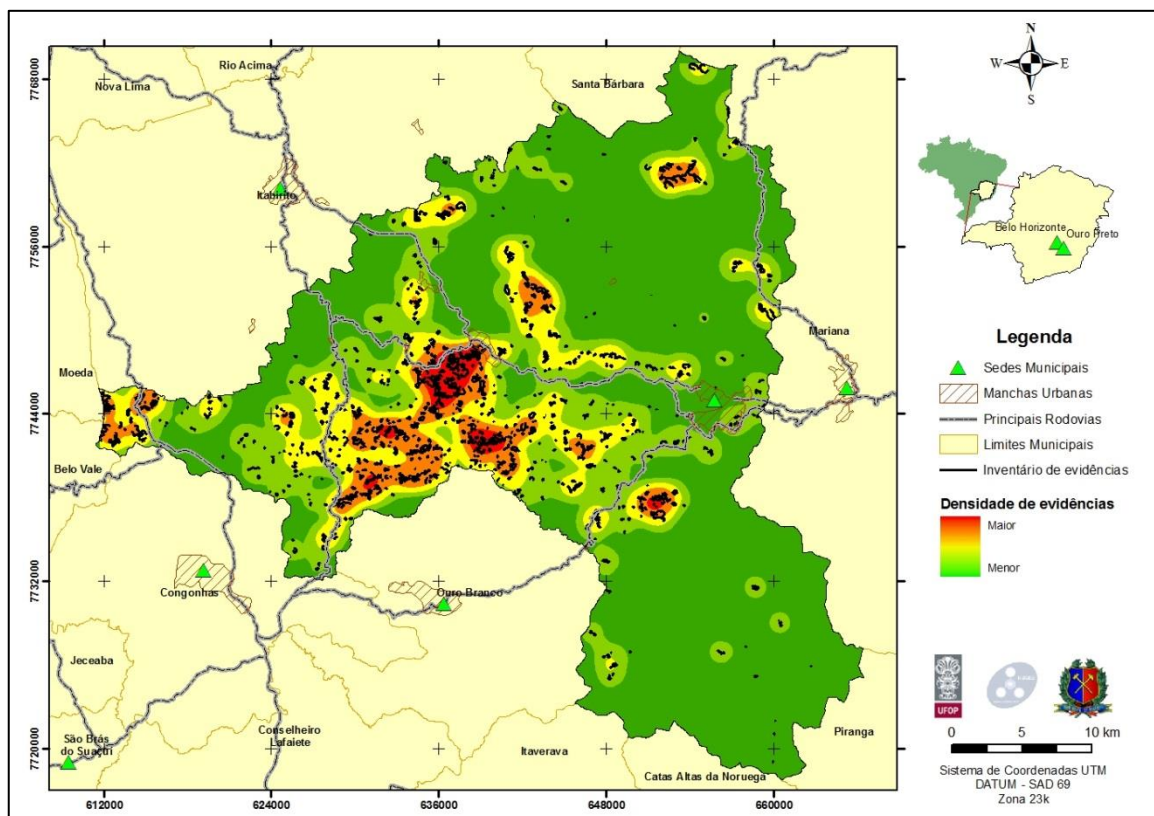 7768000
7756000
7744000
7732000
7720000
612000
624000
636000
648000
660000
Rio Acima
Nova Lima
Santa Bárbara
Itabirito
Moeda
Mariana
Belo Vale
Congonhas
Ouro Branco
Jeceaba
São Brás
do Suaçuí
Conselheiro
Lafaiete
Itaverava
Catas Altas da Noruega
Piranga
N
W
E
S
Belo Horizonte
Ouro Preto
Legenda
Sedes Municipais
Manchas Urbanas
Principais Rodovias
Limites Municipais
Inventário de evidências
Densidade de evidências
Maior
Menor
UFOP
0 5 10 km
Sistema de Coordenadas UTM
DATUM - SAD 69
Zona 23k